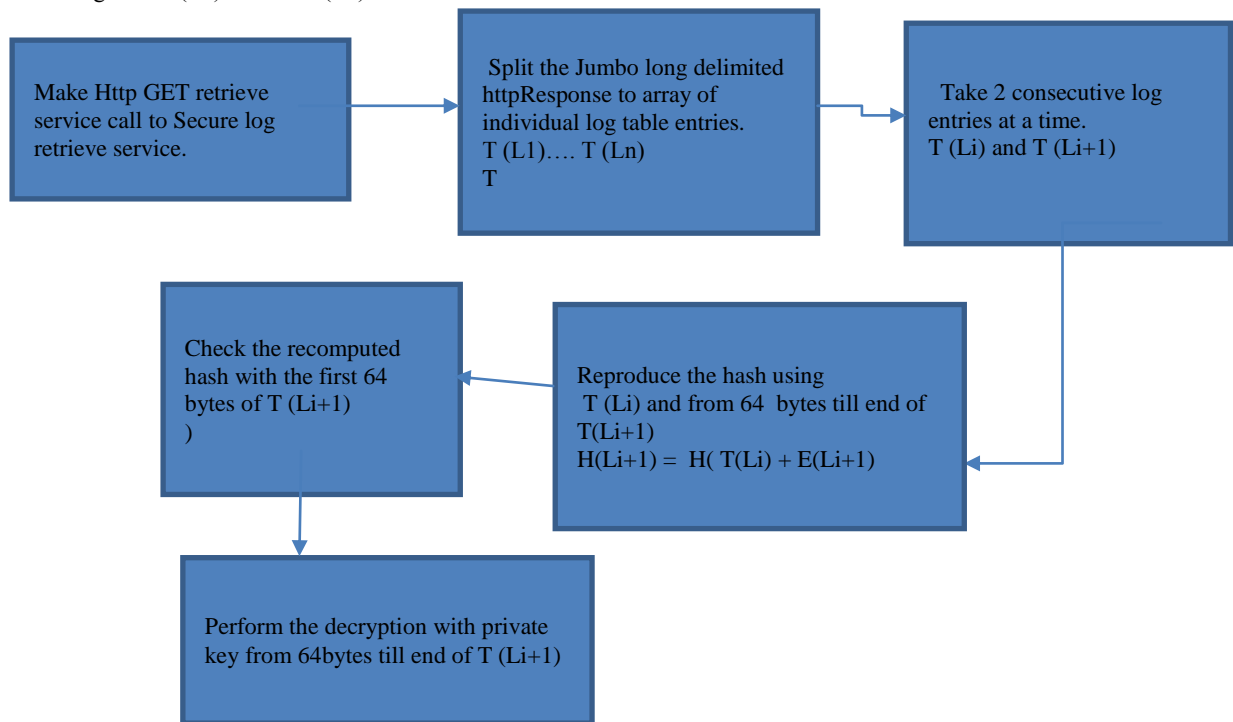 Make Http GET retrieve
service call to Secure log
retrieve service.
Split the Jumbo long delimited
httpResponse to array of
individual log table entries.
T (L1)…. T (Ln)
T
Take 2 consecutive log
entries at a time.
T (Li) and T (Li+1)
Reproduce the hash using
T (Li) and from 64 bytes till end of
T(Li+1)
H(Li+1) = H( T(Li) + E(Li+1)
Check the recomputed
hash with the first 64
bytes of T (Li+1)
)
Perform the decryption with private
key from 64bytes till end of T (Li+1)